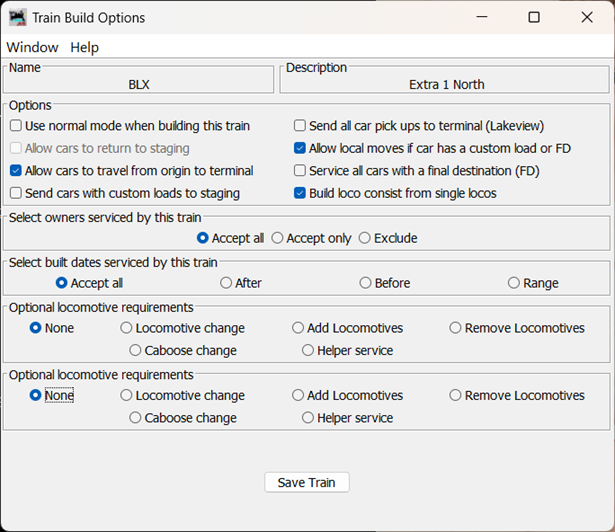 Train Build Options
Window Help
Name
BLX
Description
Extra 1 North
Options
Use normal mode when building this train
Send all car pick ups to terminal (Lakeview)
Allow cars to return to staging
Allow local moves if car has a custom load or FD
Allow cars to travel from origin to terminal
Service all cars with a final destination (FD)
Send cars with custom loads to staging
Build loco consist from single locos
Select owners serviced by this train
Accept all Accept only Exclude
Select built dates serviced by this train
Accept all After Before Range
Optional locomotive requirements
None Locomotive change Add Locomotives Remove Locomotives
Caboose change Helper service
Optional locomotive requirements
None Locomotive change Add Locomotives Remove Locomotives
Caboose change Helper service
Save Train